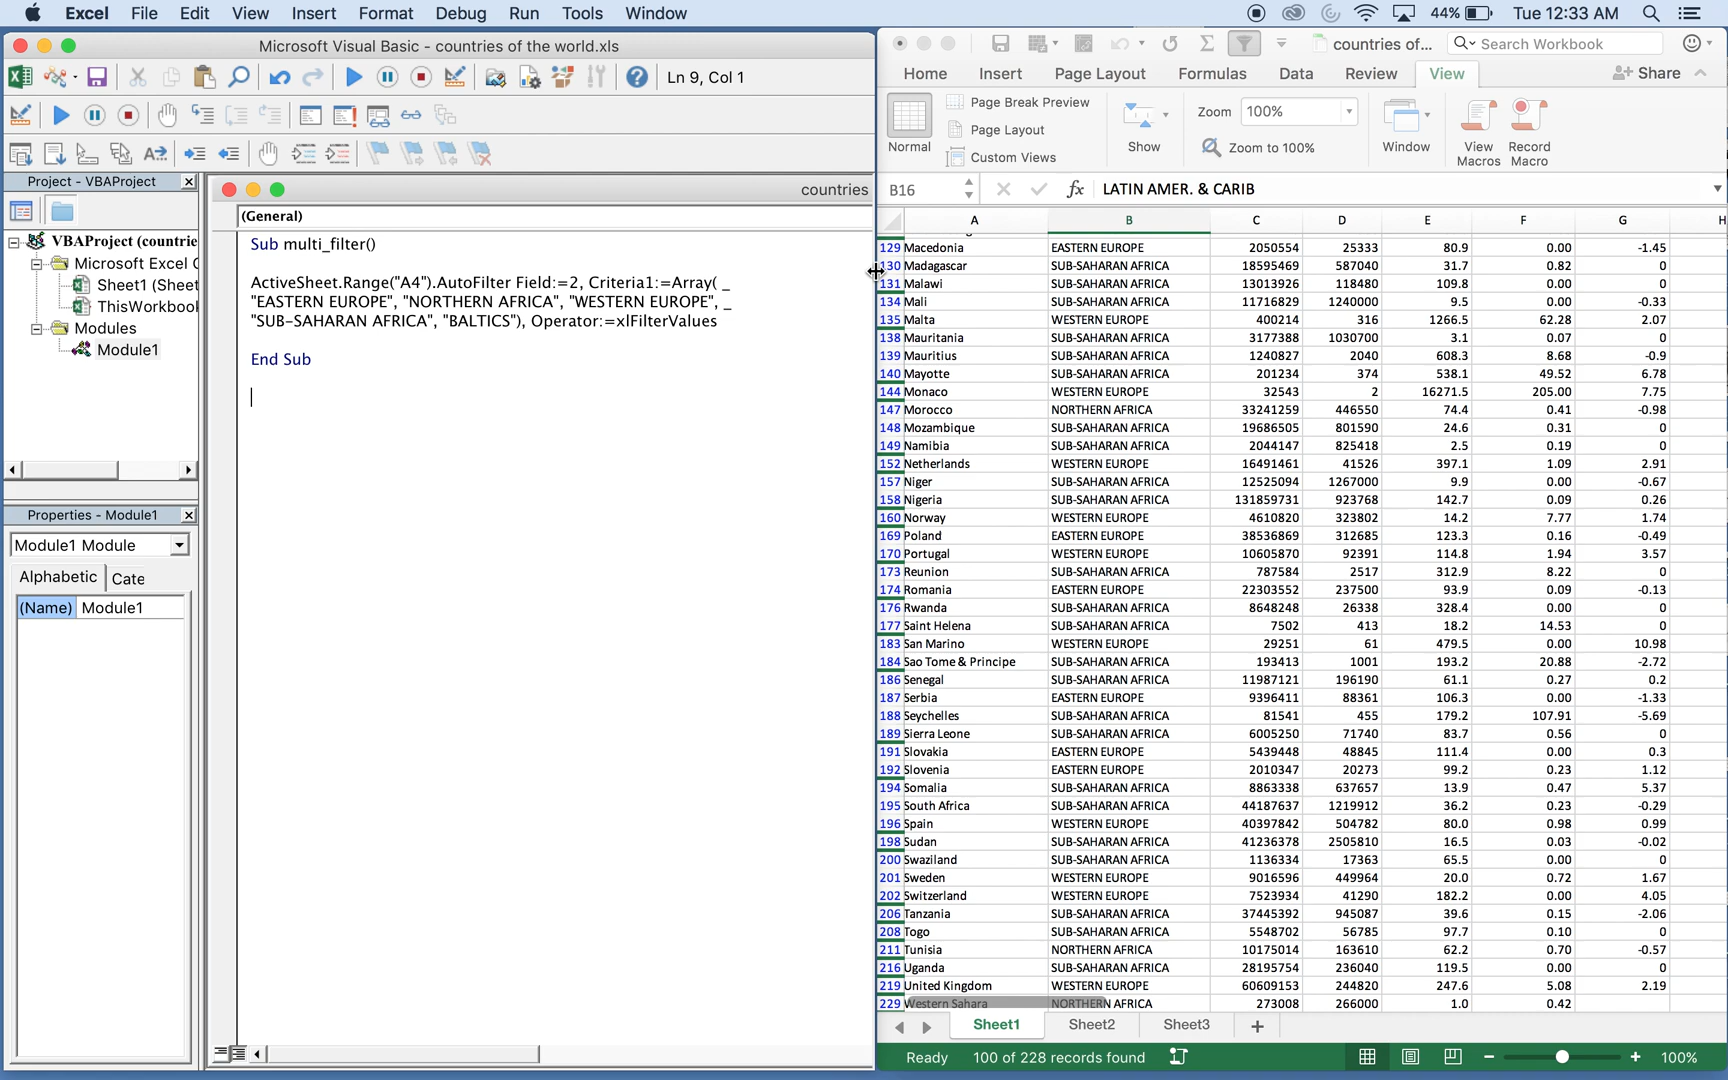 Excel File Edit View Insert Format Debug Run Tools Window 44% Tue 12:33 AM
Microsoft Visual Basic - countries of the world.xls
Ln 9, Col 1
Project - VBAProject
VBAProject (countrie
Microsoft Excel O
Sheet1 (Sheet
ThisWorkbook
Modules
Module1
Properties - Module1
Module1 Module
Alphabetic Cate
(Name) Module1
countries
(General)
Sub multi_filter()
ActiveSheet.Range("A4").AutoFilter Field:=2, Criteria1:=Array( _
"EASTERN EUROPE", "NORTHERN AFRICA", "WESTERN EUROPE", _
"SUB-SAHARAN AFRICA", "BALTICS"), Operator:=xlFilterValues
End Sub
countries of... Search Workbook
Home Insert Page Layout Formulas Data Review View Share
Normal Page Break Preview Page Layout Custom Views Show Zoom 100% Zoom to 100% Window View Macros Record Macro
B16 fx LATIN AMER. & CARIB
A B C D E F G H
129 Macedonia EASTERN EUROPE 2050554 25333 80.9 0.00 -1.45
130 Madagascar SUB-SAHARAN AFRICA 18595469 587040 31.7 0.82 0
131 Malawi SUB-SAHARAN AFRICA 13013926 118480 109.8 0.00 0
134 Mali SUB-SAHARAN AFRICA 11716829 1240000 9.5 0.00 -0.33
135 Malta WESTERN EUROPE 400214 316 1266.5 62.28 2.07
138 Mauritania SUB-SAHARAN AFRICA 3177388 1030700 3.1 0.07 0
139 Mauritius SUB-SAHARAN AFRICA 1240827 2040 608.3 8.68 -0.9
140 Mayotte SUB-SAHARAN AFRICA 201234 374 538.1 49.52 6.78
144 Monaco WESTERN EUROPE 32543 2 16271.5 205.00 7.75
147 Morocco NORTHERN AFRICA 33241259 446550 74.4 0.41 -0.98
148 Mozambique SUB-SAHARAN AFRICA 19686505 801590 24.6 0.31 0
149 Namibia SUB-SAHARAN AFRICA 2044147 825418 2.5 0.19 0
152 Netherlands WESTERN EUROPE 16491461 41526 397.1 1.09 2.91
157 Niger SUB-SAHARAN AFRICA 12525094 1267000 9.9 0.00 -0.67
158 Nigeria SUB-SAHARAN AFRICA 131859731 923768 142.7 0.09 0.26
160 Norway WESTERN EUROPE 4610820 323802 14.2 7.77 1.74
169 Poland EASTERN EUROPE 38536869 312685 123.3 0.16 -0.49
170 Portugal WESTERN EUROPE 10605870 92391 114.8 1.94 3.57
173 Reunion SUB-SAHARAN AFRICA 787584 2517 312.9 8.22 0
174 Romania EASTERN EUROPE 22303552 237500 93.9 0.09 -0.13
176 Rwanda SUB-SAHARAN AFRICA 8648248 26338 328.4 0.00 0
177 Saint Helena SUB-SAHARAN AFRICA 7502 413 18.2 14.53 0
183 San Marino WESTERN EUROPE 29251 61 479.5 0.00 10.98
184 Sao Tome & Principe SUB-SAHARAN AFRICA 193413 1001 193.2 20.88 -2.72
186 Senegal SUB-SAHARAN AFRICA 11987121 196190 61.1 0.27 0.2
187 Serbia EASTERN EUROPE 9396411 88361 106.3 0.00 -1.33
188 Seychelles SUB-SAHARAN AFRICA 81541 455 179.2 107.91 -5.69
189 Sierra Leone SUB-SAHARAN AFRICA 6005250 71740 83.7 0.56 0
191 Slovakia EASTERN EUROPE 5439448 48845 111.4 0.00 0.3
192 Slovenia EASTERN EUROPE 2010347 20273 99.2 0.23 1.12
194 Somalia SUB-SAHARAN AFRICA 8863338 637657 13.9 0.47 5.37
195 South Africa SUB-SAHARAN AFRICA 44187637 1219912 36.2 0.23 -0.29
196 Spain WESTERN EUROPE 40397842 504782 80.0 0.98 0.99
198 Sudan SUB-SAHARAN AFRICA 41236378 2505810 16.5 0.03 -0.02
200 Swaziland SUB-SAHARAN AFRICA 1136334 17363 65.5 0.00 0
201 Sweden WESTERN EUROPE 9016596 449964 20.0 0.72 1.67
202 Switzerland WESTERN EUROPE 7523934 41290 182.2 0.00 4.05
206 Tanzania SUB-SAHARAN AFRICA 37445392 945087 39.6 0.15 -2.06
208 Togo SUB-SAHARAN AFRICA 5548702 56785 97.7 0.10 0
211 Tunisia NORTHERN AFRICA 10175014 163610 62.2 0.70 -0.57
216 Uganda SUB-SAHARAN AFRICA 28195754 236040 119.5 0.00 0
219 United Kingdom WESTERN EUROPE 60609153 244820 247.6 5.08 2.19
229 Western Sahara NORTHERN AFRICA 273008 266000 1.0 0.42
Sheet1 Sheet2 Sheet3
Ready 100 of 228 records found 100%